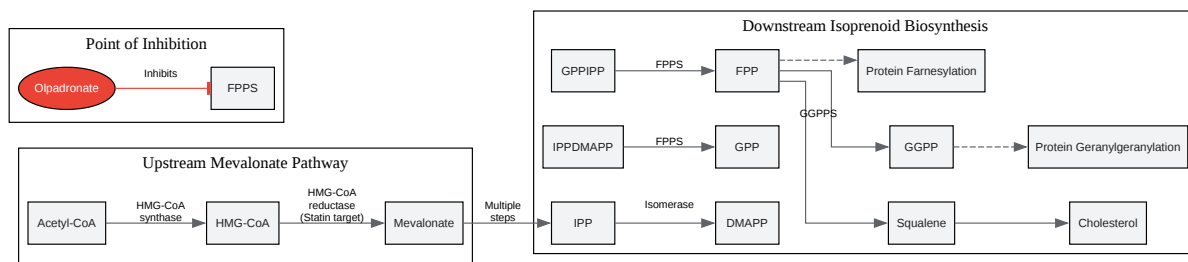 Downstream Isoprenoid Biosynthesis
Point of Inhibition
Olpadronate
Inhibits
FPPS
GPPIPP
FPPS
FPP
Protein Farnesylation
GGPPS
IPPDMAPP
FPPS
GPP
GGPP
Protein Geranylgeranylation
Upstream Mevalonate Pathway
Acetyl-CoA
HMG-CoA
synthase
HMG-CoA
HMG-CoA
reductase
(Statin target)
Mevalonate
Multiple
steps
IPP
Isomerase
DMAPP
Squalene
Cholesterol